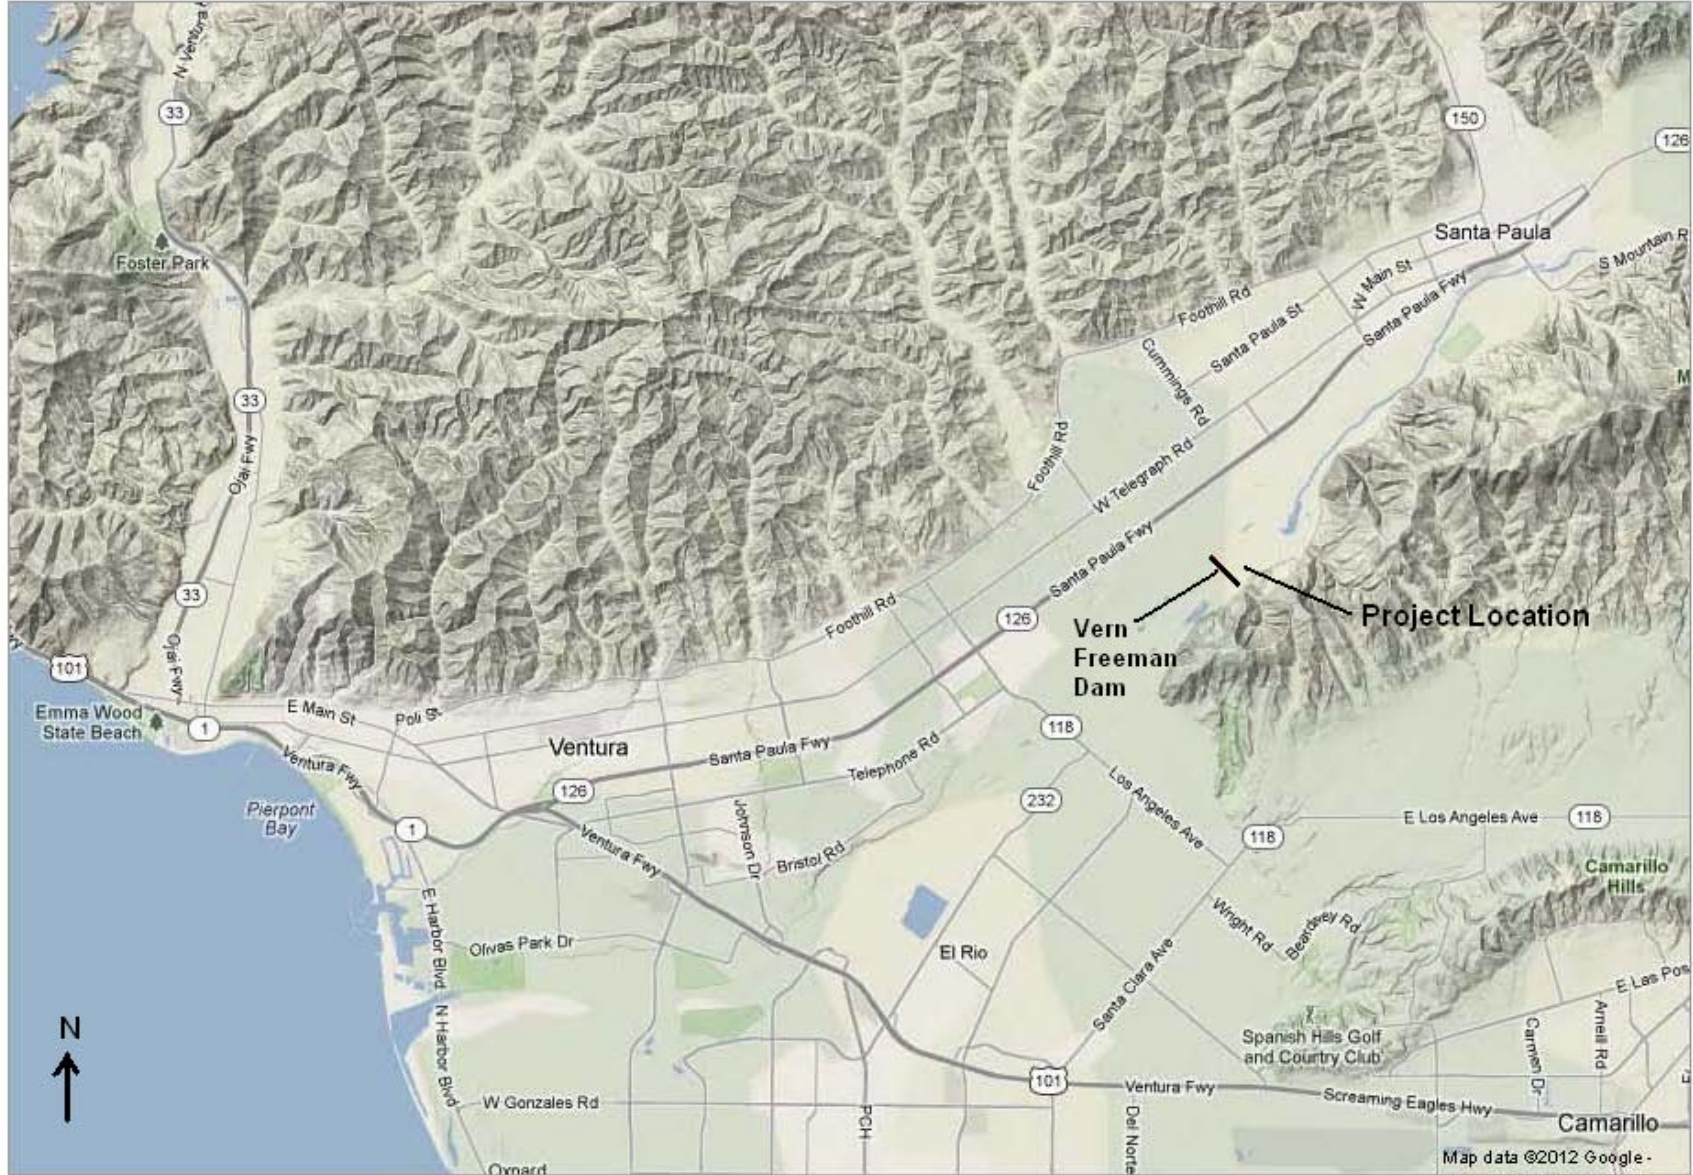 N Ventura
33
150
126
Santa Paula
S Mountain R
Foster Park
W Main St
Foothill Rd
Santa Paula St
Santa Paula Fwy
Cummings Rd
M
33
Ojai Fwy
Foothill Rd
W Telegraph Rd
Santa Paula Fwy
33
Foothill Rd
126
Vern
Freeman
Dam
Project Location
Ojai Fwy
101
Emma Wood
State Beach
1
E Main St
Poli St
Ventura
Santa Paula Fwy
118
Telephone Rd
Ventura Fwy
126
232
Los Angeles Ave
Pierpont
Bay
1
Johnson Dr
Bristol Rd
Ventura Fwy
118
E Los Angeles Ave
118
Camarillo
Hills
E Harbor Blvd
Olivas Park Dr
El Rio
Wright Rd
Beardsley Rd
Santa Clara Ave
E Las Pos
N
N Harbor Blvd
Spanish Hills Golf
and Country Club
Carmen Dr
Arneill Rd
101
Ventura Fwy
Screaming Eagles Hwy
W Gonzales Rd
PCH
Del Norte
Camarillo
Oxnard
Map data ©2012 Google -